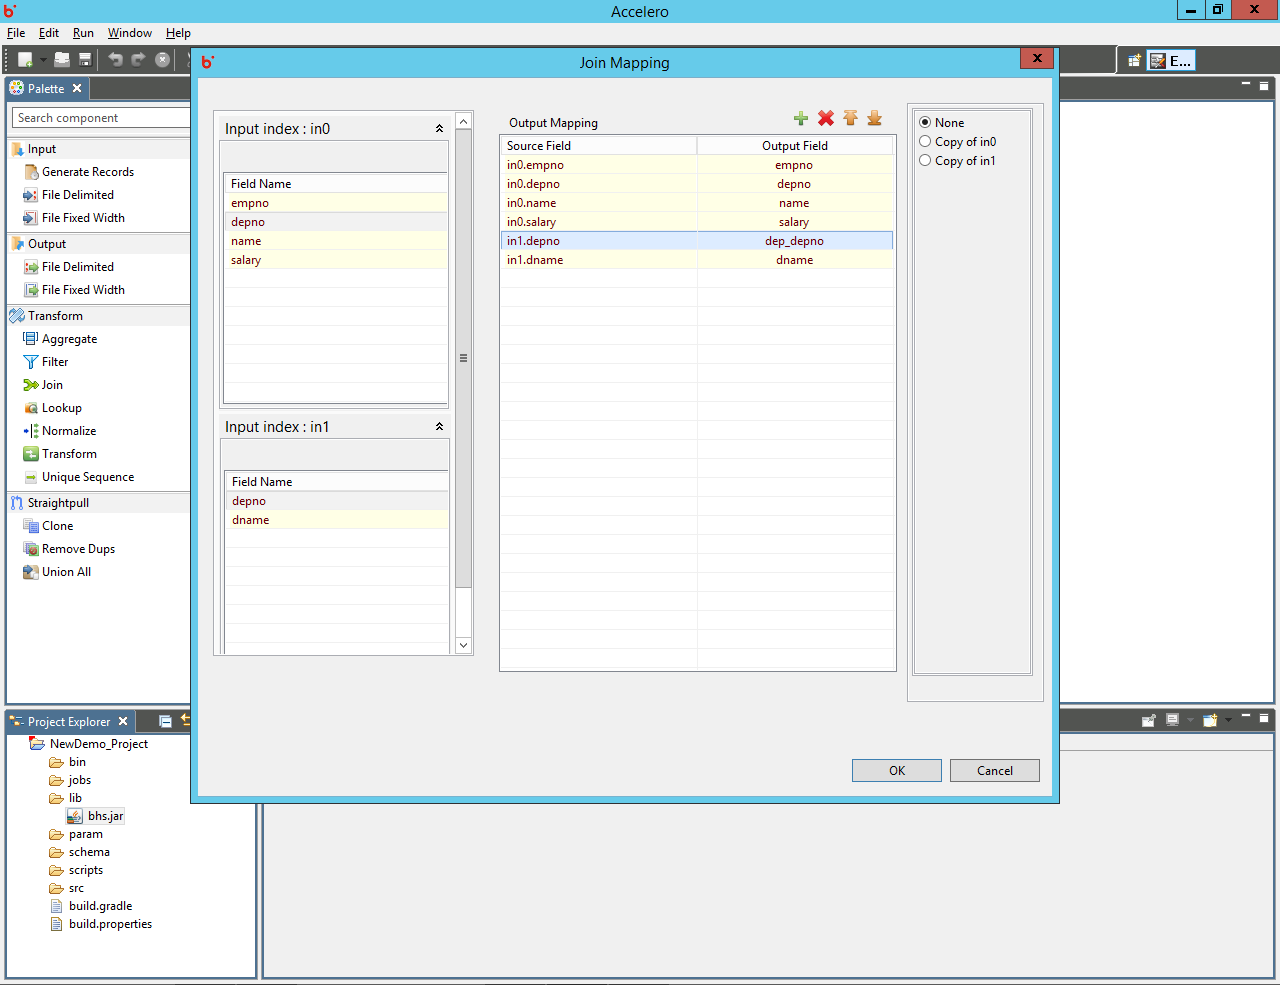 Accelero
File Edit Run Window Help
E...
Palette
Search component
Input
Generate Records
File Delimited
File Fixed Width
Output
File Delimited
File Fixed Width
Transform
Aggregate
Filter
Join
Lookup
Normalize
Transform
Unique Sequence
Straightpull
Clone
Remove Dups
Union All
Project Explorer
NewDemo_Project
bin
jobs
lib
bhs.jar
param
schema
scripts
src
build.gradle
build.properties
Join Mapping
Input index : in0
Field Name
empno
depno
name
salary
Input index : in1
Field Name
depno
dname
Output Mapping
Source Field Output Field
in0.empno empno
in0.depno depno
in0.name name
in0.salary salary
in1.depno dep_depno
in1.dname dname
None
Copy of in0
Copy of in1
OK Cancel